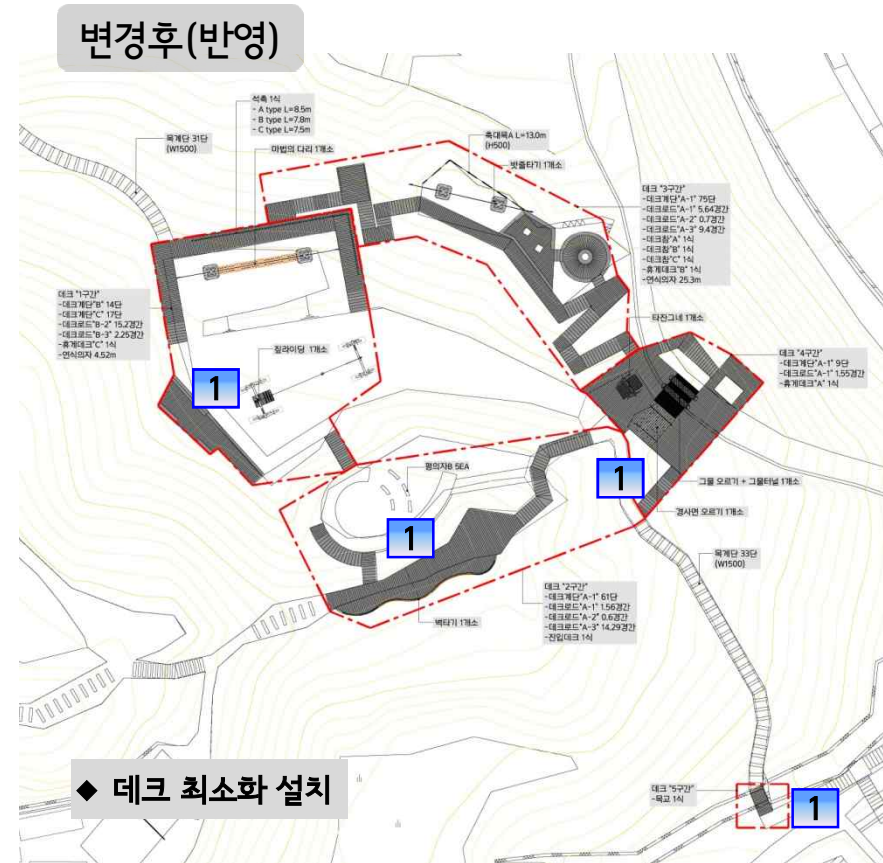 변경후(반영)
석축 1식
- A type L=8.5m
- B type L=7.8m
- C type L=7.5m
목계단 31단
(W1500)
마법의 다리 1개소
흑대목A L=13.0m
(H500)
밧줄타기 1개소
데크 "3구간"
-데크계단"A-1" 75단
-데크로드"A-1" 5.64경간
-데크로드"A-2" 0.7경간
-데크로드"A-3" 9.4경간
-데크참"A" 1식
-데크참"B" 1식
-데크참"C" 1식
-휴게데크"B" 1식
-연식의자 25.3m
데크 "1구간"
-데크계단"B" 14단
-데크계단"C" 17단
-데크로드"B-2" 15.2경간
-데크로드"B-3" 2.25경간
-휴게데크"C" 1식
-연식의자 4.52m
타잔그네 1개소
짚라이딩 1개소
데크 "4구간"
-데크계단"A-1" 9단
-데크로드"A-1" 1.55경간
-휴게데크"A" 1식
1
평의자B 5EA
1
그물 오르기 + 그물터널 1개소
경사면 오르기 1개소
1
목계단 33단
(W1500)
데크 "2구간"
-데크계단"A-1" 61단
-데크로드"A-1" 1.56경간
-데크로드"A-2" 0.6경간
-데크로드"A-3" 14.29경간
-진입데크 1식
벽타기 1개소
◆ 데크 최소화 설치
데크 "5구간"
-목교 1식
1